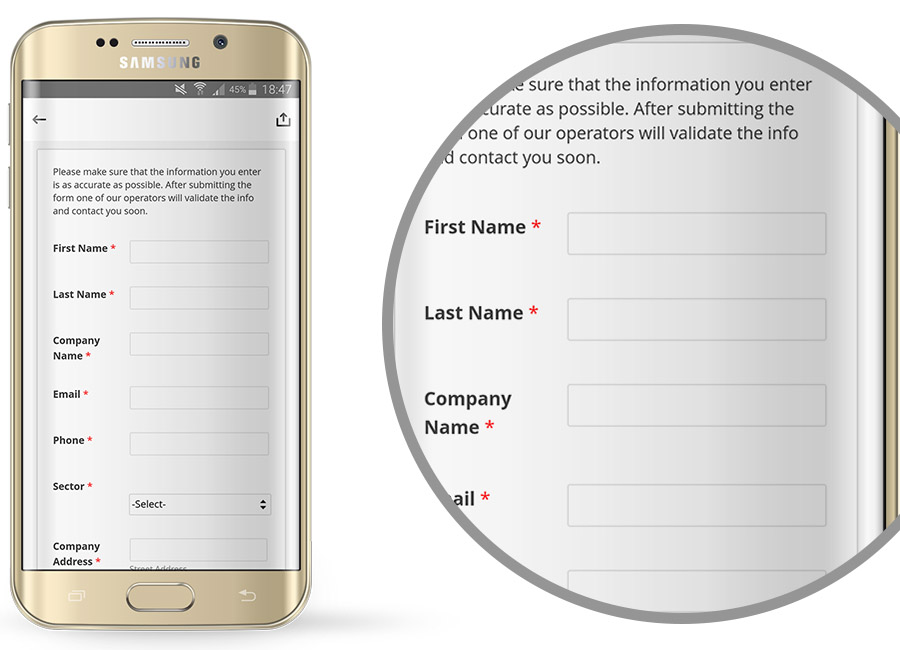 SAMSUNG
45% 18:47
Please make sure that the information you enter
is as accurate as possible. After submitting the
form one of our operators will validate the info
and contact you soon.
First Name *
Last Name *
Company
Name *
Email *
Phone *
Sector *
-Select-
Company
Address *
Street Address
sure that the information you enter
as possible. After submitting the
one of our operators will validate the info
contact you soon.
First Name *
Last Name *
Company
Name *
ail *